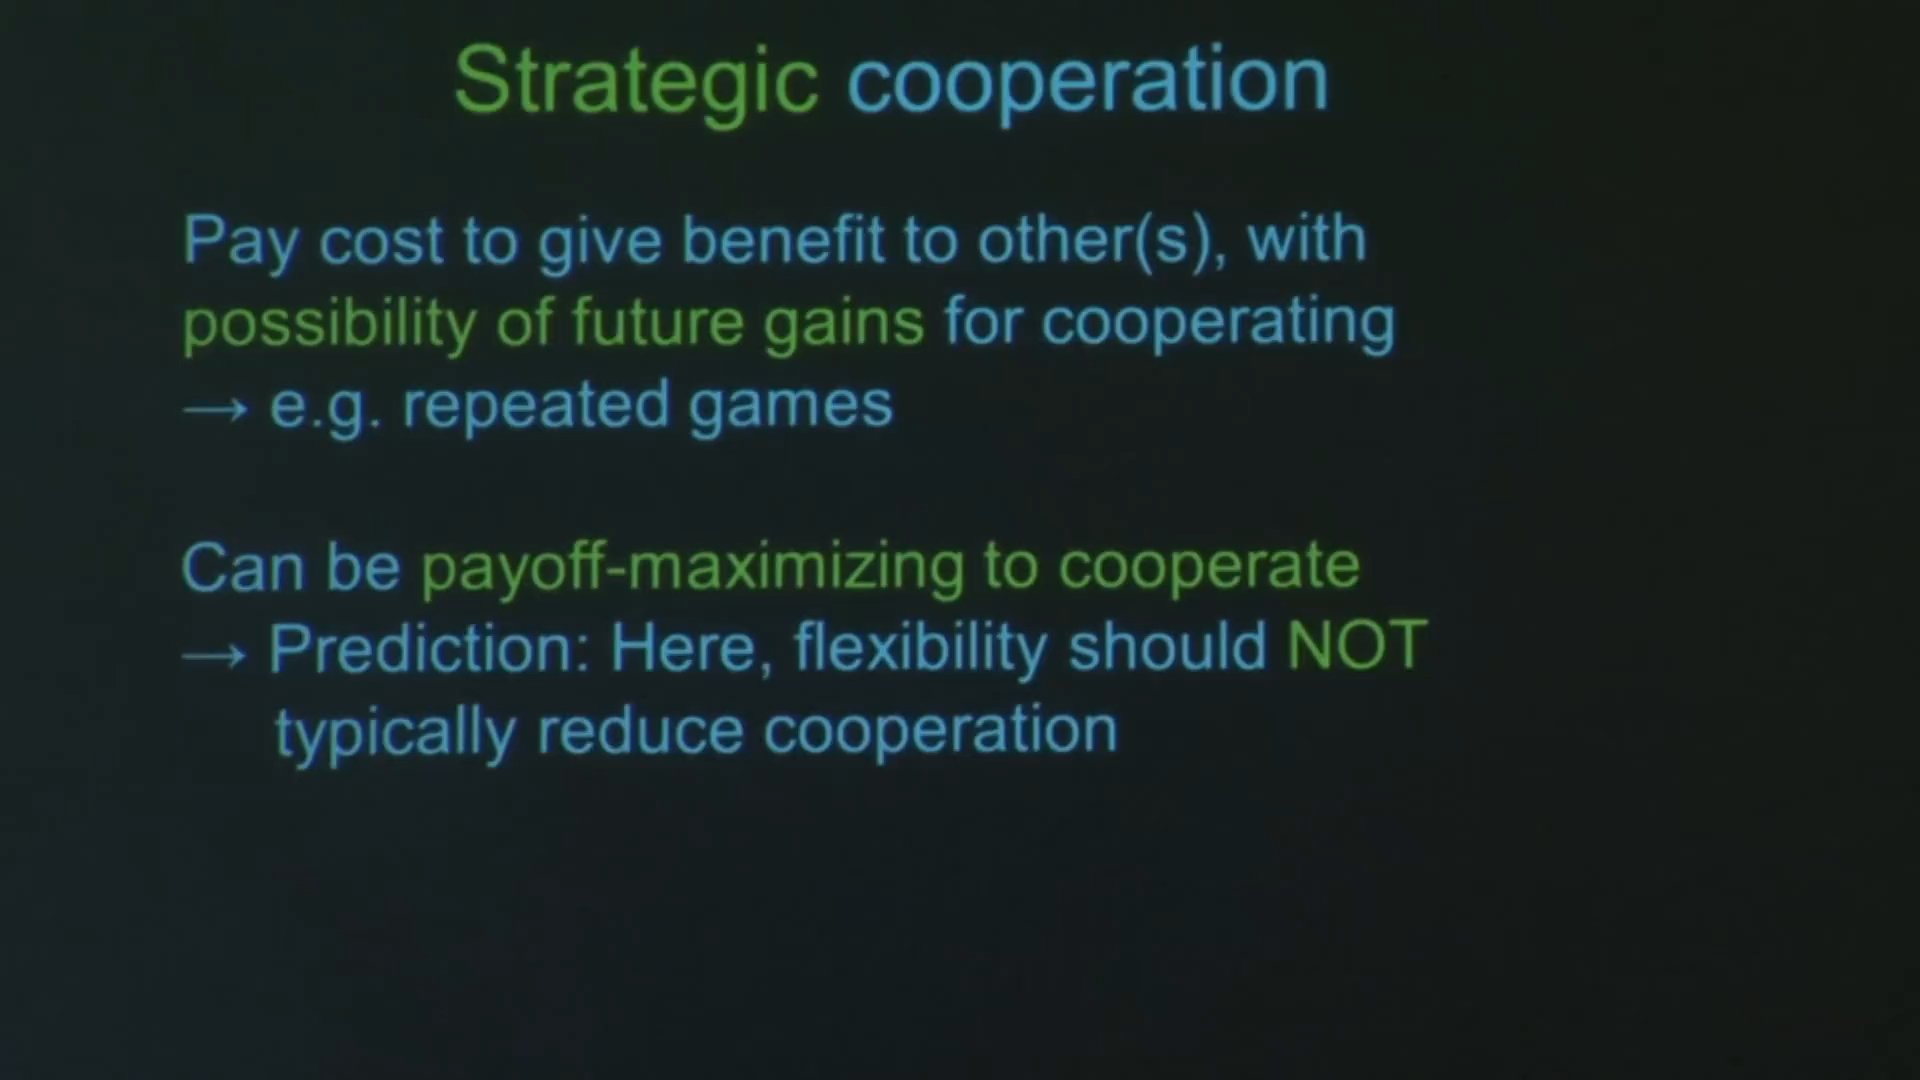 Strategic cooperation
Pay cost to give benefit to other(s), with
possibility of future gains for cooperating
→ e.g. repeated games
Can be payoff-maximizing to cooperate
→ Prediction: Here, flexibility should NOT
typically reduce cooperation